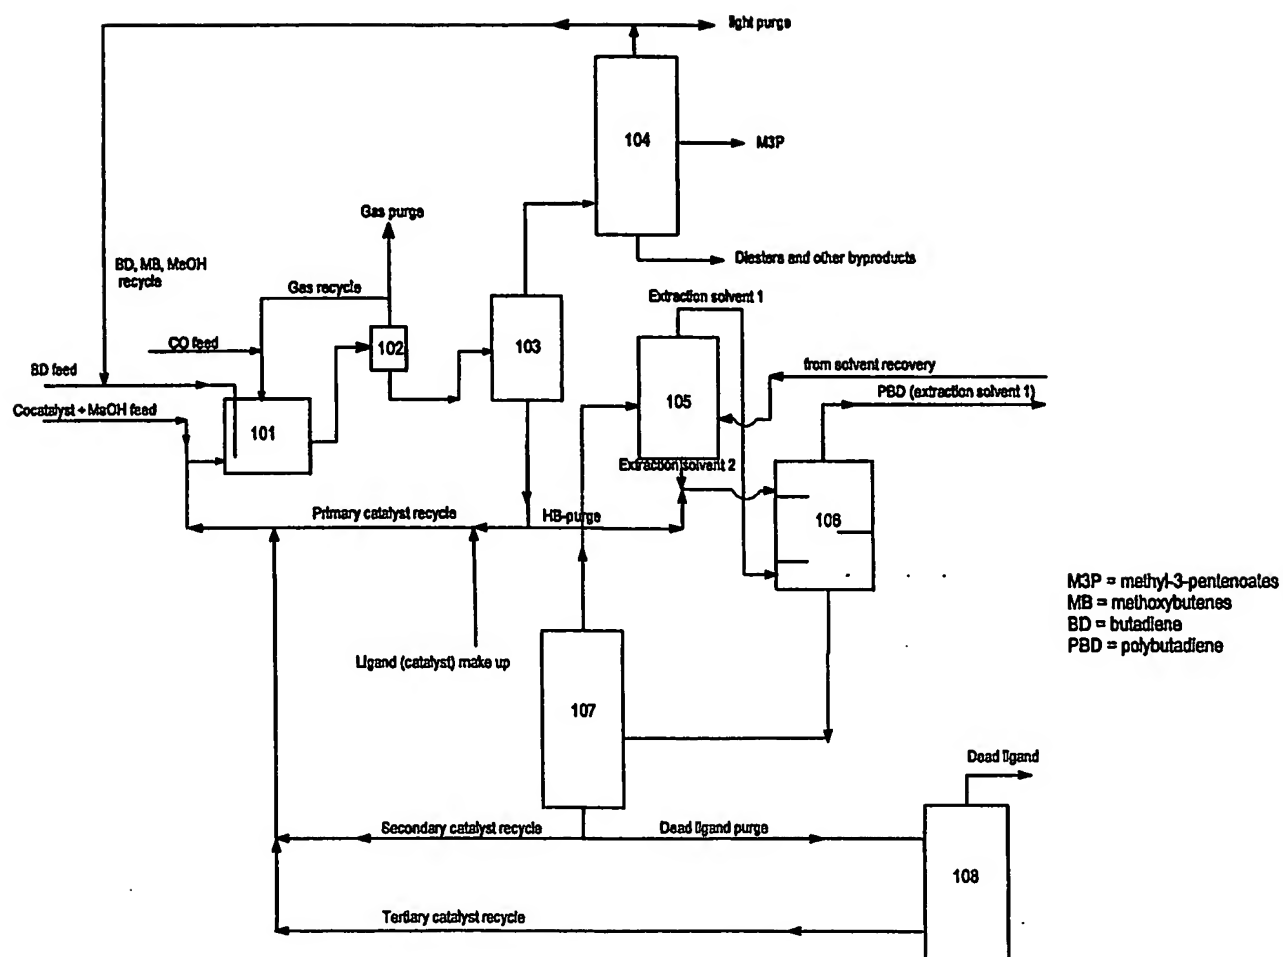 light purge
104
M3P
Gas purge
Diesters and other byproducts
BD, MB, MeOH
recycle
Gas recycle
Extraction solvent 1
CO feed
102
103
from solvent recovery
BD feed
PBD (extraction solvent 1)
105
Cocatalyst + MeOH feed
101
Extraction solvent 2
Primary catalyst recycle
HB-purge
106
M3P = methyl-3-pentenoates
MB = methoxybutenes
BD = butadiene
PBD = polybutadiene
Ligand (catalyst) make up
107
Dead ligand
Secondary catalyst recycle
Dead ligand purge
108
Tertiary catalyst recycle